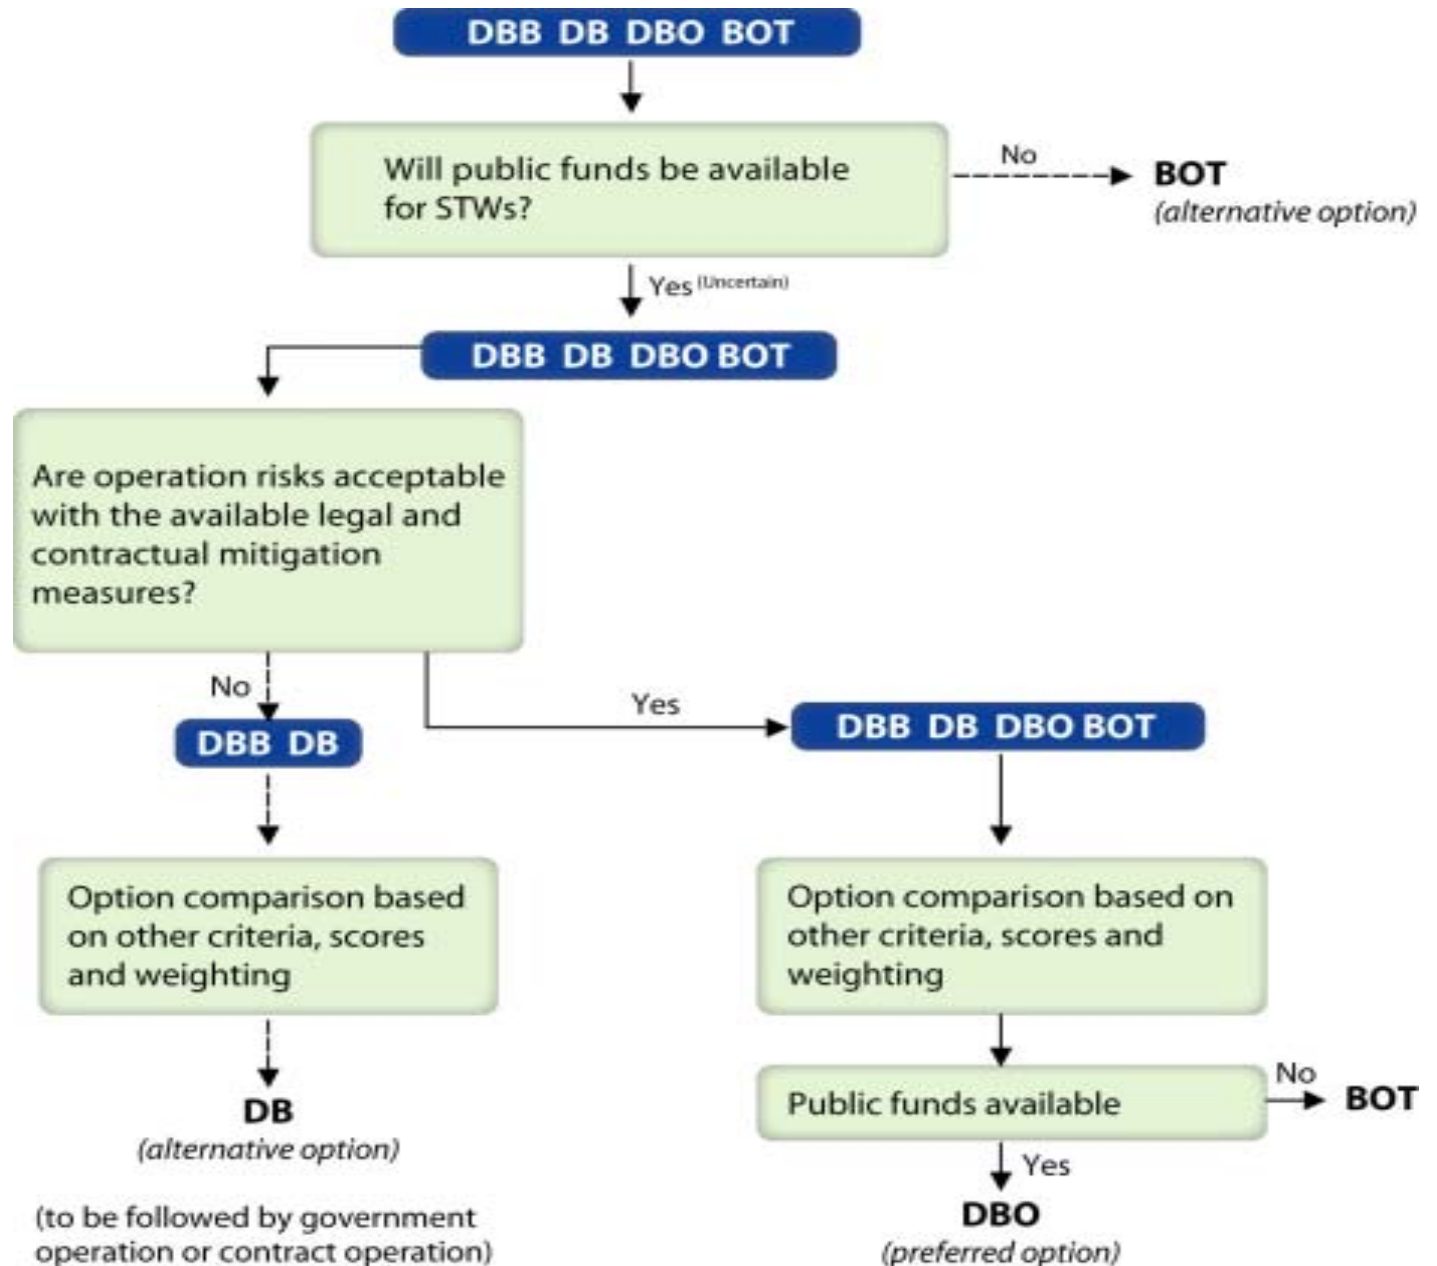 DBB DB DBO BOT
Will public funds be available
for STWs?
No
BOT
(alternative option)
Yes (Uncertain)
DBB DB DBO BOT
Are operation risks acceptable
with the available legal and
contractual mitigation
measures?
No
Yes
DBB DB
DBB DB DBO BOT
Option comparison based
on other criteria, scores
and weighting
Option comparison based on
other criteria, scores and
weighting
DB
(alternative option)
(to be followed by government
operation or contract operation)
Public funds available
No
BOT
Yes
DBO
(preferred option)